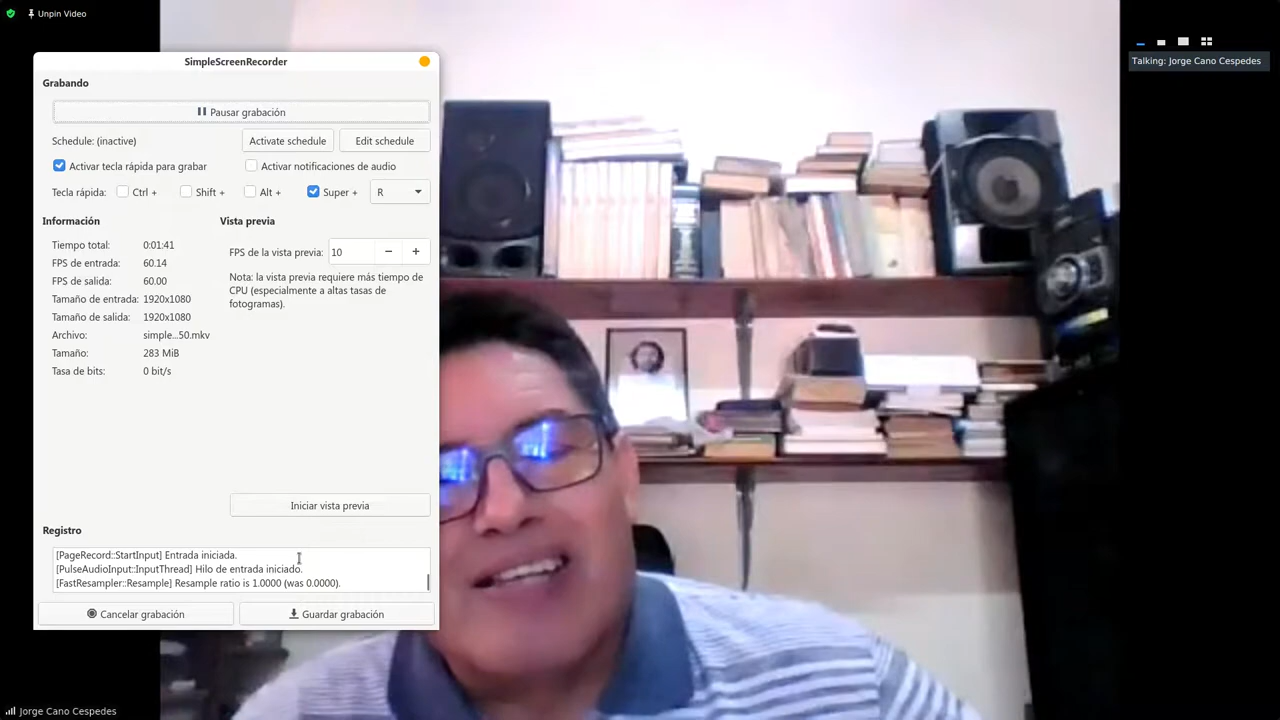 Unpin Video
SimpleScreenRecorder
Grabando
Pausar grabación
Schedule: (inactive)
Activate schedule
Edit schedule
Activar tecla rápida para grabar
Activar notificaciones de audio
Tecla rápida:
Ctrl +
Shift +
Alt +
Super +
R
Información
Tiempo total: 0:01:41
FPS de entrada: 60.14
FPS de salida: 60.00
Tamaño de entrada: 1920x1080
Tamaño de salida: 1920x1080
Archivo: simple...50.mkv
Tamaño: 283 MiB
Tasa de bits: 0 bit/s
Vista previa
FPS de la vista previa: 10
Nota: la vista previa requiere más tiempo de
CPU (especialmente a altas tasas de
fotogramas).
Iniciar vista previa
Registro
[PageRecord::StartInput] Entrada iniciada.
[PulseAudioInput::InputThread] Hilo de entrada iniciado.
[FastResampler::Resample] Resample ratio is 1.0000 (was 0.0000).
Cancelar grabación
Guardar grabación
Talking: Jorge Cano Cespedes
Jorge Cano Cespedes